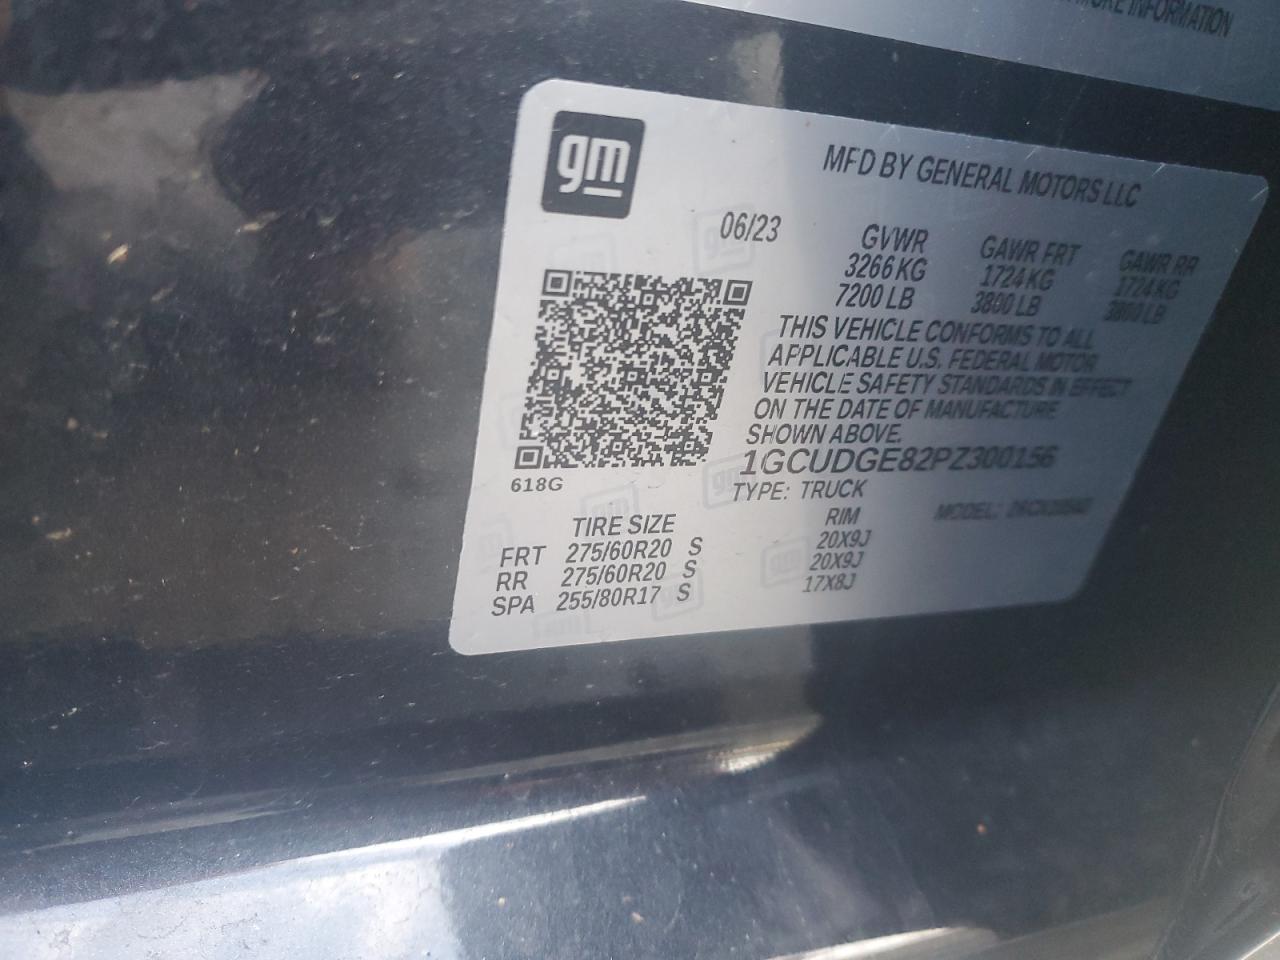 MORE INFORMATION
gm
MFD BY GENERAL MOTORS LLC
06/23
GVWR GAWR FRT GAWR RR
3266 KG 1724 KG 1724 KG
7200 LB 3800 LB 3800 LB
THIS VEHICLE CONFORMS TO ALL
APPLICABLE U.S. FEDERAL MOTOR
VEHICLE SAFETY STANDARDS IN EFFECT
ON THE DATE OF MANUFACTURE
SHOWN ABOVE.
1GCUDGE82PZ300156
618G
TYPE: TRUCK
MODEL:
TIRE SIZE RIM
FRT 275/60R20 S 20X9J
RR 275/60R20 S 20X9J
SPA 255/80R17 S 17X8J